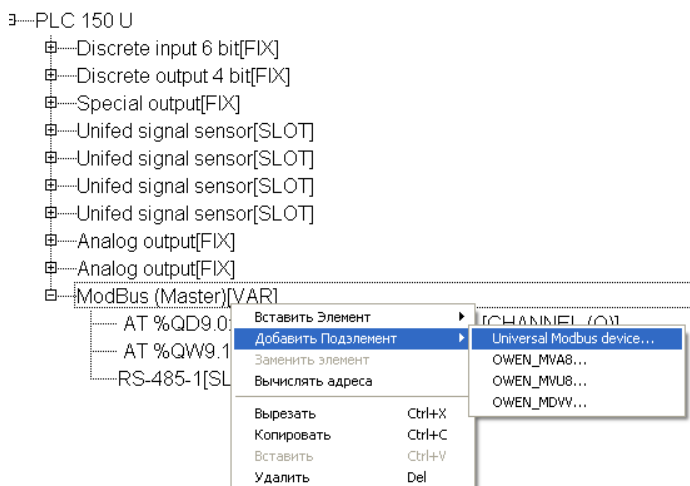 PLC 150 U
Discrete input 6 bit[FIX]
Discrete output 4 bit[FIX]
Special output[FIX]
Unifed signal sensor[SLOT]
Unifed signal sensor[SLOT]
Unifed signal sensor[SLOT]
Unifed signal sensor[SLOT]
Analog output[FIX]
Analog output[FIX]
ModBus (Master)[VAR]
AT %QD9.0: [CHANNEL (Q)]
AT %QW9.1
RS-485-1[SL
Вставить Элемент
Добавить Подэлемент
Заменить элемент
Вычислять адреса
Вырезать Ctrl+X
Копировать Ctrl+C
Вставить Ctrl+V
Удалить Del
Universal Modbus device...
OWEN_MVA8...
OWEN_MVU8...
OWEN_MDVV...